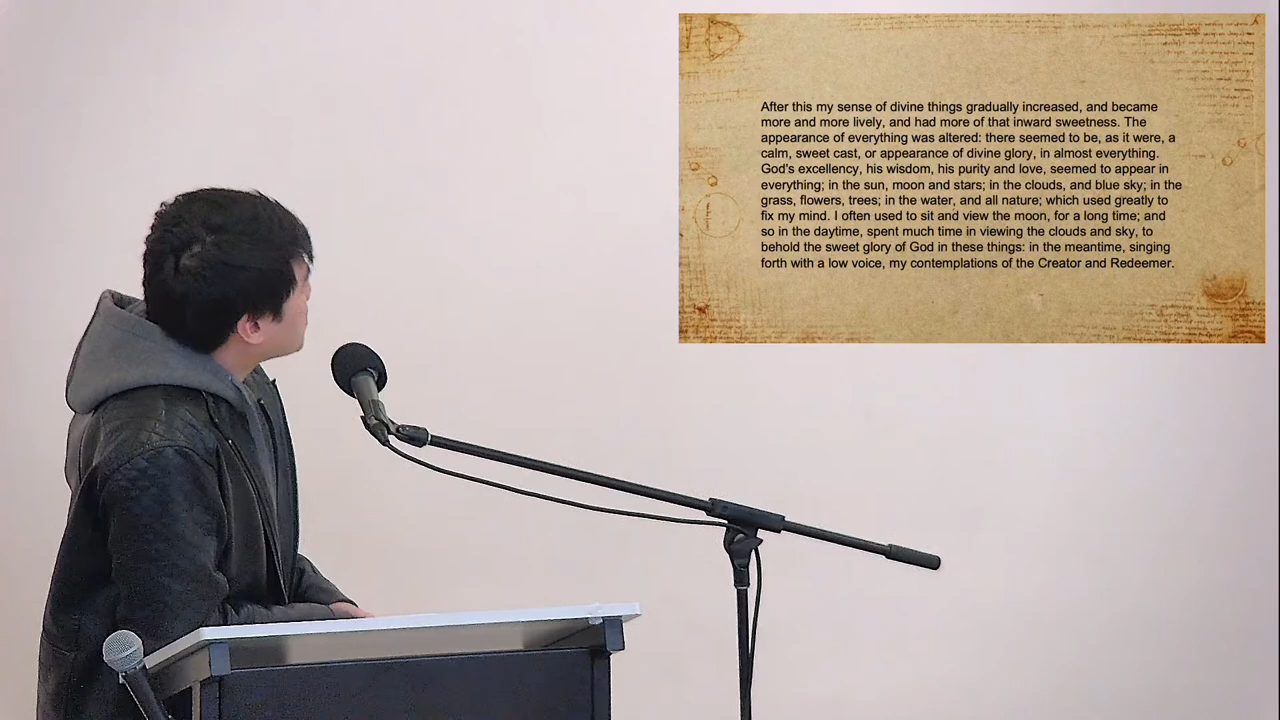 After this my sense of divine things gradually increased, and became
more and more lively, and had more of that inward sweetness. The
appearance of everything was altered: there seemed to be, as it were, a
calm, sweet cast, or appearance of divine glory, in almost everything.
God's excellency, his wisdom, his purity and love, seemed to appear in
everything; in the sun, moon and stars; in the clouds, and blue sky; in the
grass, flowers, trees; in the water, and all nature; which used greatly to
fix my mind. I often used to sit and view the moon, for a long time; and
so in the daytime, spent much time in viewing the clouds and sky, to
behold the sweet glory of God in these things: in the meantime, singing
forth with a low voice, my contemplations of the Creator and Redeemer.